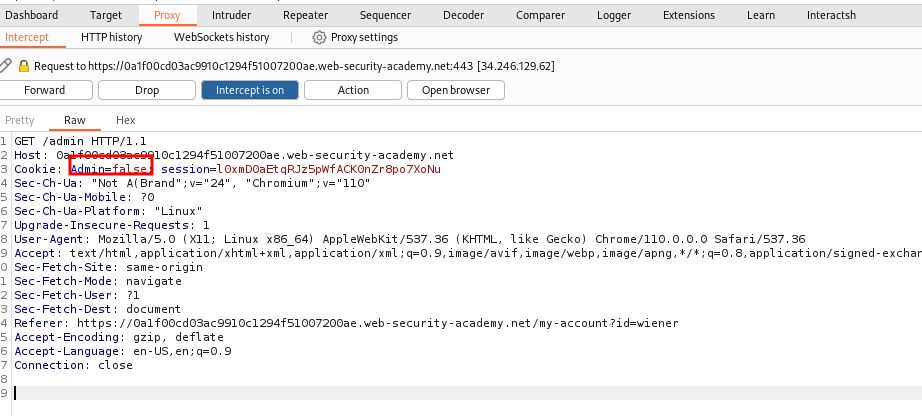 Dashboard Target Proxy Intruder Repeater Sequencer Decoder Comparer Logger Extensions Learn Interactsh
Intercept HTTP history WebSockets history Proxy settings
Request to https://0a1f00cd03ac9910c1294f51007200ae.web-security-academy.net:443 [34.246.129.62]
Forward Drop Intercept is on Action Open browser
Pretty Raw Hex
1 GET /admin HTTP/1.1
2 Host: 0a1f00cd03ac9910c1294f51007200ae.web-security-academy.net
3 Cookie: Admin=false; session=l0xmD0aEtqRJz5pWfACK0nZr8po7XoNu
4 Sec-Ch-Ua: "Not A(Brand";v="24", "Chromium";v="110"
5 Sec-Ch-Ua-Mobile: ?0
6 Sec-Ch-Ua-Platform: "Linux"
7 Upgrade-Insecure-Requests: 1
8 User-Agent: Mozilla/5.0 (X11; Linux x86_64) AppleWebKit/537.36 (KHTML, like Gecko) Chrome/110.0.0.0 Safari/537.36
9 Accept: text/html,application/xhtml+xml,application/xml;q=0.9,image/avif,image/webp,image/apng,*/*;q=0.8,application/signed-exchan
0 Sec-Fetch-Site: same-origin
1 Sec-Fetch-Mode: navigate
2 Sec-Fetch-User: ?1
3 Sec-Fetch-Dest: document
4 Referer: https://0a1f00cd03ac9910c1294f51007200ae.web-security-academy.net/my-account?id=wiener
5 Accept-Encoding: gzip, deflate
6 Accept-Language: en-US,en;q=0.9
7 Connection: close
8
9